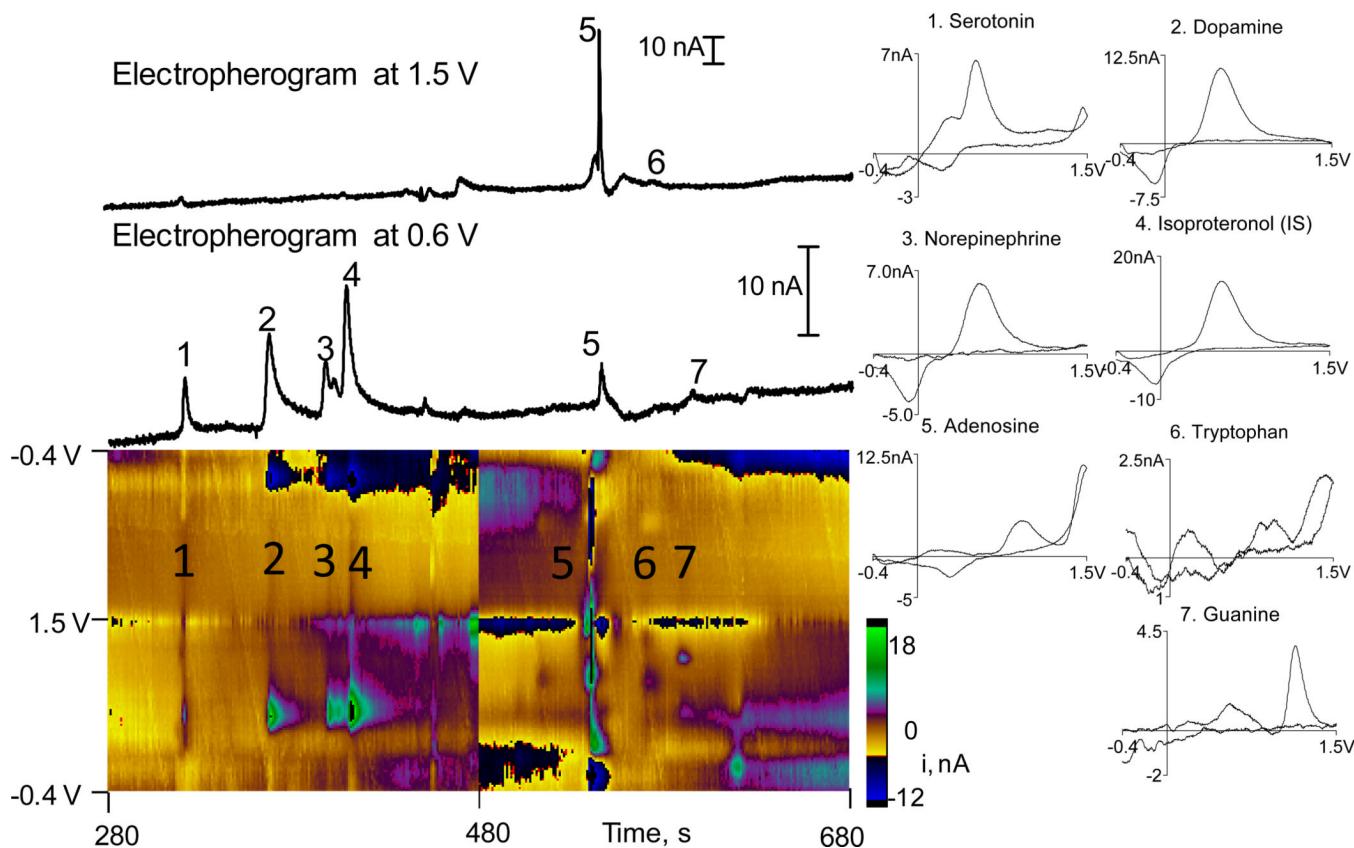 Electropherogram at 1.5 V
5
10 nA
6
Electropherogram at 0.6 V
10 nA
1
2
3
4
5
7
-0.4 V
1.5 V
-0.4 V
1
2
3
4
5
6
7
280
480
Time, s
680
18
0
i, nA
-12
1. Serotonin
7nA
-0.4
1.5V
-3
2. Dopamine
12.5nA
-0.4
1.5V
-7.5
3. Norepinephrine
7.0nA
-0.4
1.5V
-5.0
4. Isoproteronol (IS)
20nA
-0.4
1.5V
-10
5. Adenosine
12.5nA
-0.4
1.5V
-5
6. Tryptophan
2.5nA
-0.4
1.5V
1
7. Guanine
4.5
-0.4
1.5V
-2